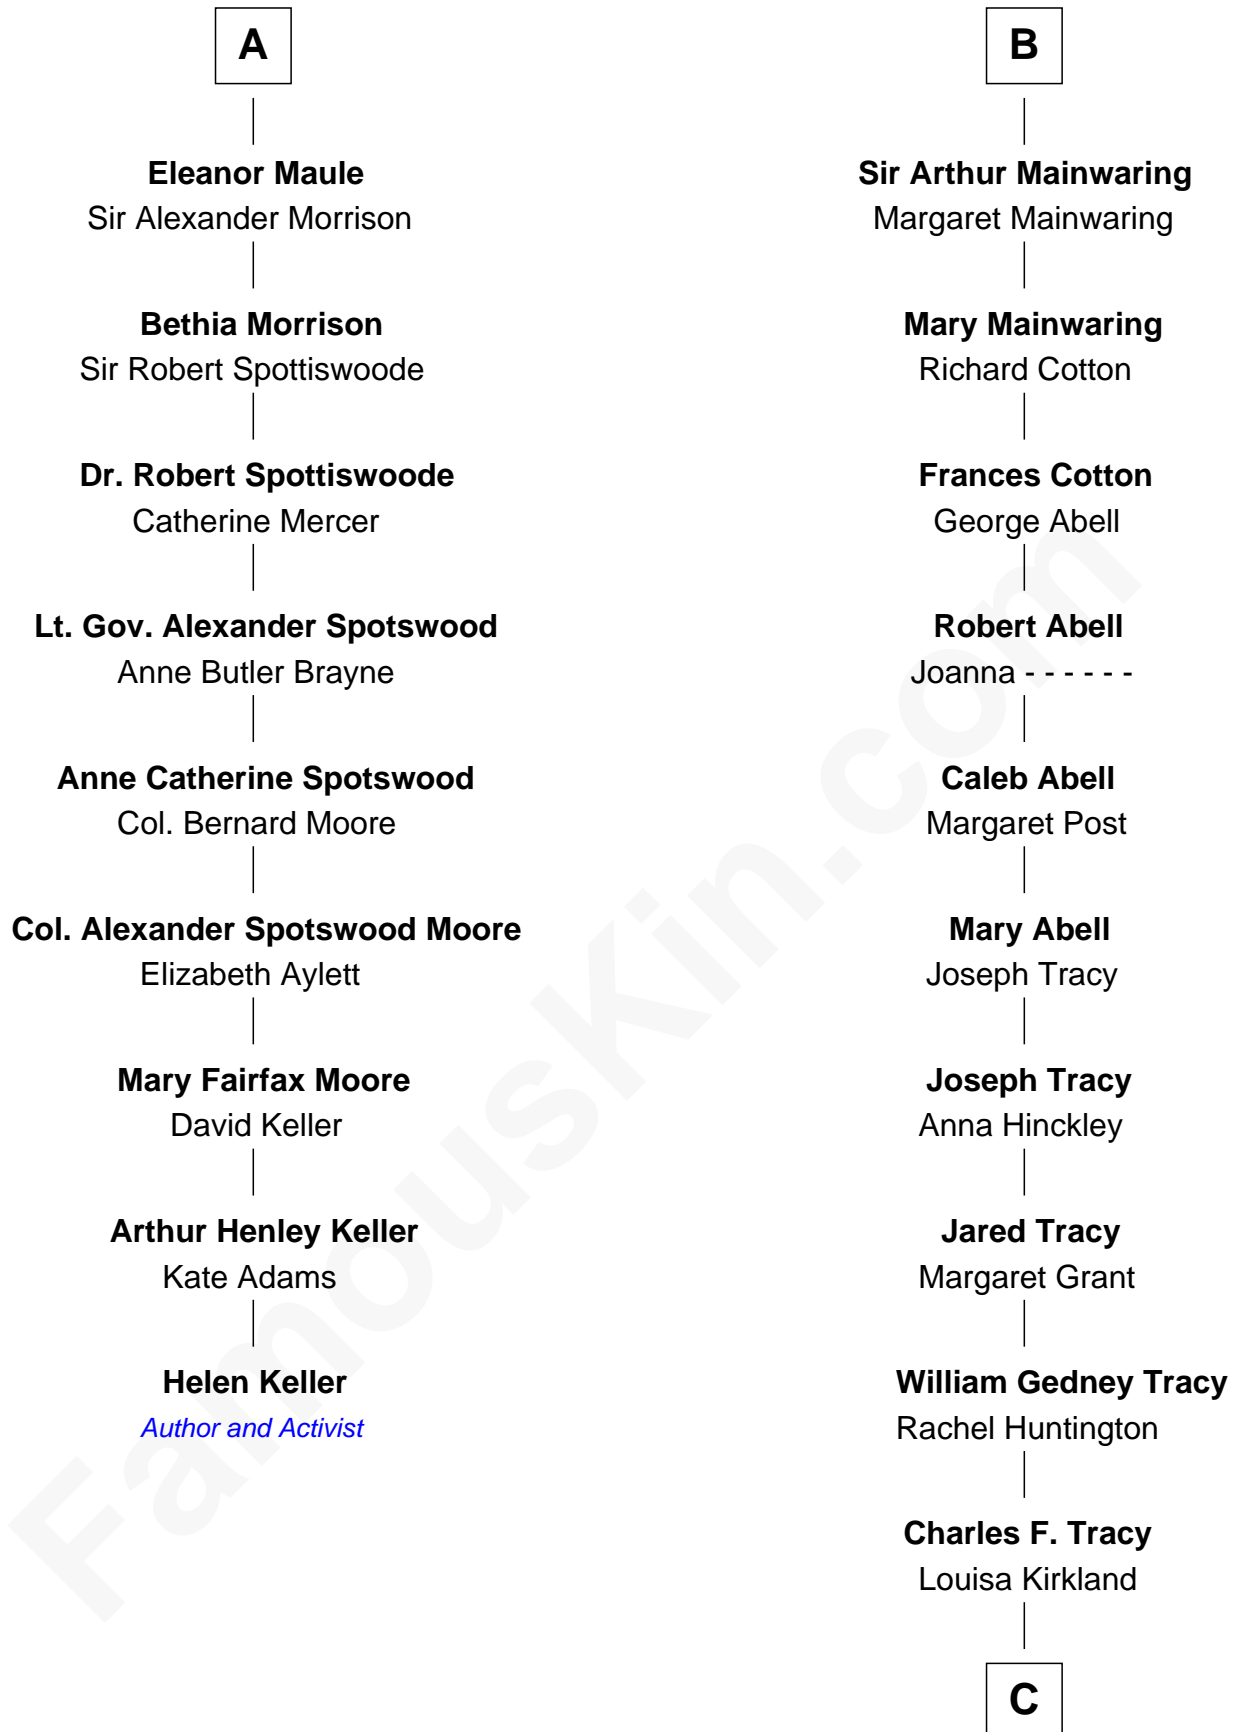 A
Eleanor Maule
Sir Alexander Morrison
Bethia Morrison
Sir Robert Spottiswoode
Dr. Robert Spottiswoode
Catherine Mercer
Lt. Gov. Alexander Spotswood
Anne Butler Brayne
Anne Catherine Spotswood
Col. Bernard Moore
Col. Alexander Spotswood Moore
Elizabeth Aylett
Mary Fairfax Moore
David Keller
Arthur Henley Keller
Kate Adams
Helen Keller
Author and Activist
B
Sir Arthur Mainwaring
Margaret Mainwaring
Mary Mainwaring
Richard Cotton
Frances Cotton
George Abell
Robert Abell
Joanna - - - - - -
Caleb Abell
Margaret Post
Mary Abell
Joseph Tracy
Joseph Tracy
Anna Hinckley
Jared Tracy
Margaret Grant
William Gedney Tracy
Rachel Huntington
Charles F. Tracy
Louisa Kirkland
C
FamousKin.com